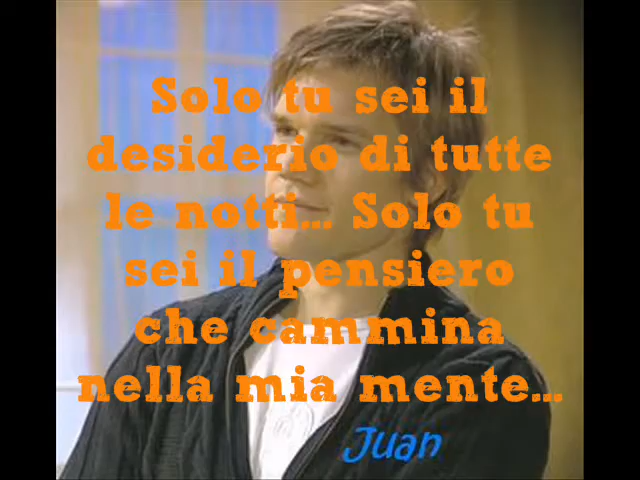 Solo tu sei il
desiderio di tutte
le notti... Solo tu
sei il pensiero
che cammina
nella mia mente...
Juan